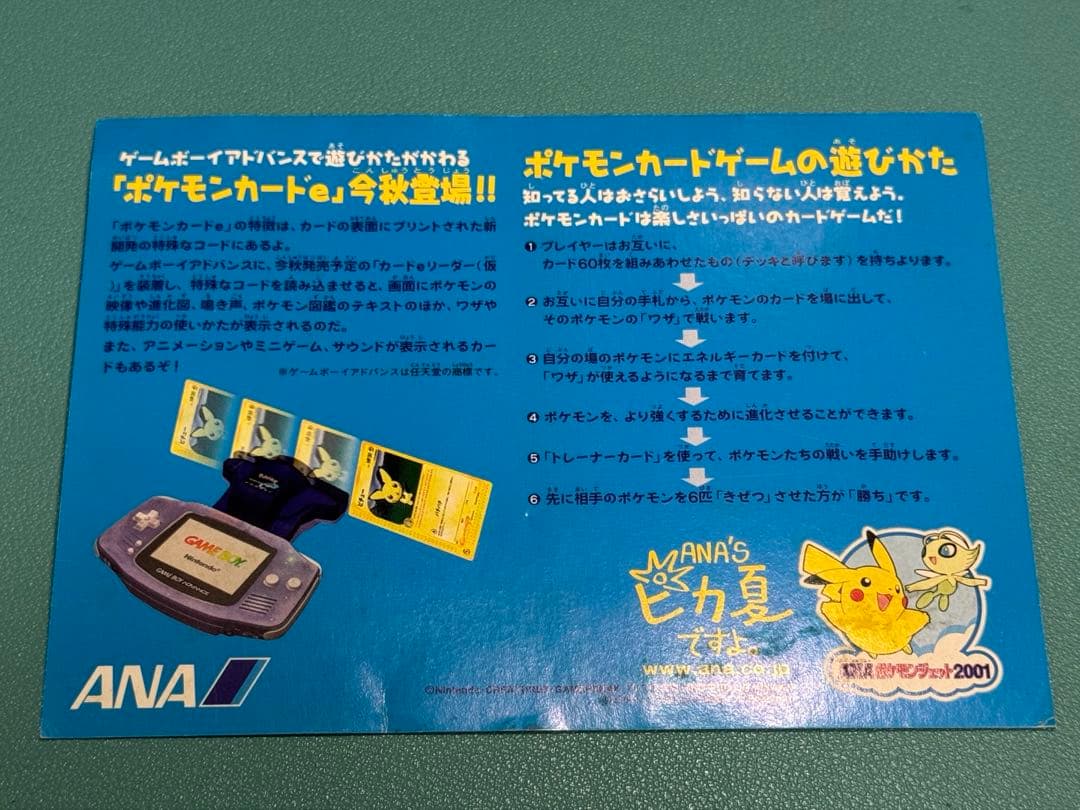 ゲームボーイアドバンスで遊びかたがかわる
「ポケモンカードe」今秋登場!!
「ポケモンカードe」の特徴は、カードの表面にプリントされた新
開発の特殊なコードにあるよ。
ゲームボーイアドバンスに、今秋発売予定の「カードeリーダー(仮
)」を装着し、特殊なコードを読み込ませると、画面にポケモンの
映像や進化図、鳴き声、ポケモン図鑑のテキストのほか、ワザや
特殊能力の使いかたが表示されるのだ。
また、アニメーションやミニゲーム、サウンドが表示されるカー
ドもあるぞ!
※ゲームボーイアドバンスは任天堂の商標です。
ピチュー
GAME BOY
Nintendo
GAME BOY ADVANCE
ANA
ポケモンカードゲームの遊びかた
知ってる人はおさらいしよう、知らない人は覚えよう。
ポケモンカードは楽しさいっぱいのカードゲームだ!
❶ プレイヤーはお互いに、
カード60枚を組みあわせたもの(デッキと呼びます)を持ちよります。
❷ お互いに自分の手札から、ポケモンのカードを場に出して、
そのポケモンの「ワザ」で戦います。
❸ 自分の場のポケモンにエネルギーカードを付けて、
「ワザ」が使えるようになるまで育てます。
❹ ポケモンを、より強くするために進化させることができます。
❺ 「トレーナーカード」を使って、ポケモンたちの戦いを手助けします。
❻ 先に相手のポケモンを6匹「きぜつ」させた方が「勝ち」です。
ANA'S
ピカ夏
ですよ。
www.ana.co.jp
ANA ポケモンジェット2001
©Nintendo